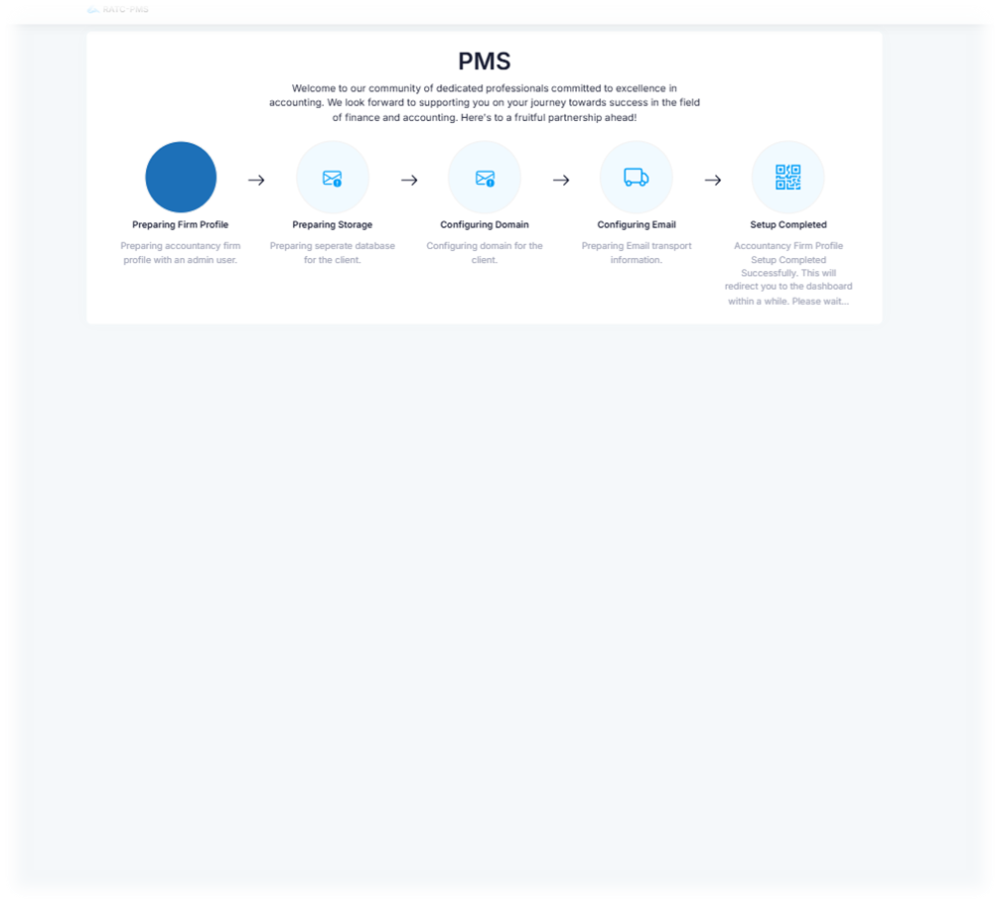 RATC-PMS
PMS
Welcome to our community of dedicated professionals committed to excellence in
accounting. We look forward to supporting you on your journey towards success in the field
of finance and accounting. Here's to a fruitful partnership ahead!
Preparing Firm Profile
Preparing accountancy firm
profile with an admin user.
Preparing Storage
Preparing seperate database
for the client.
Configuring Domain
Configuring domain for the
client.
Configuring Email
Preparing Email transport
information.
Setup Completed
Accountancy Firm Profile
Setup Completed
Successfully. This will
redirect you to the dashboard
within a while. Please wait...